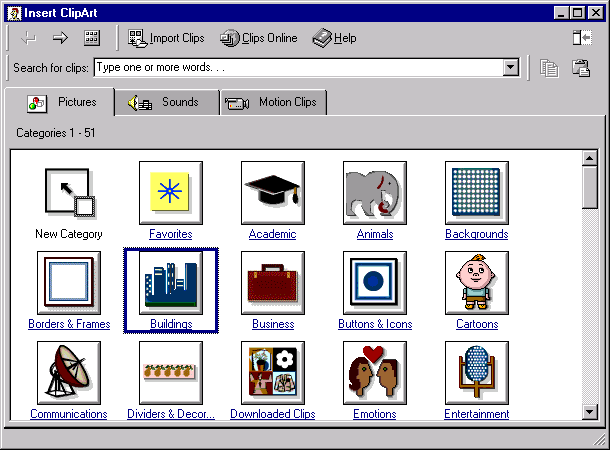 Insert ClipArt
Import Clips Clips Online Help
Search for clips: Type one or more words. . .
Pictures Sounds Motion Clips
Categories 1 - 51
New Category Favorites Academic Animals Backgrounds
Borders & Frames Buildings Business Buttons & Icons Cartoons
Communications Dividers & Decor... Downloaded Clips Emotions Entertainment